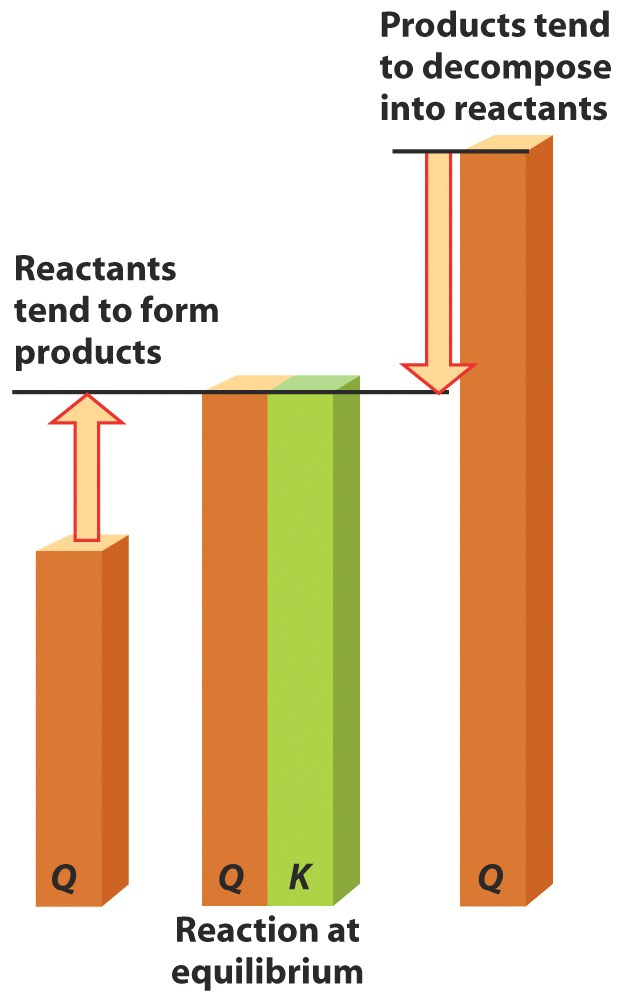 Products tend
to decompose
into reactants
Reactants
tend to form
products
Q
Q
K
Q
Reaction at
equilibrium